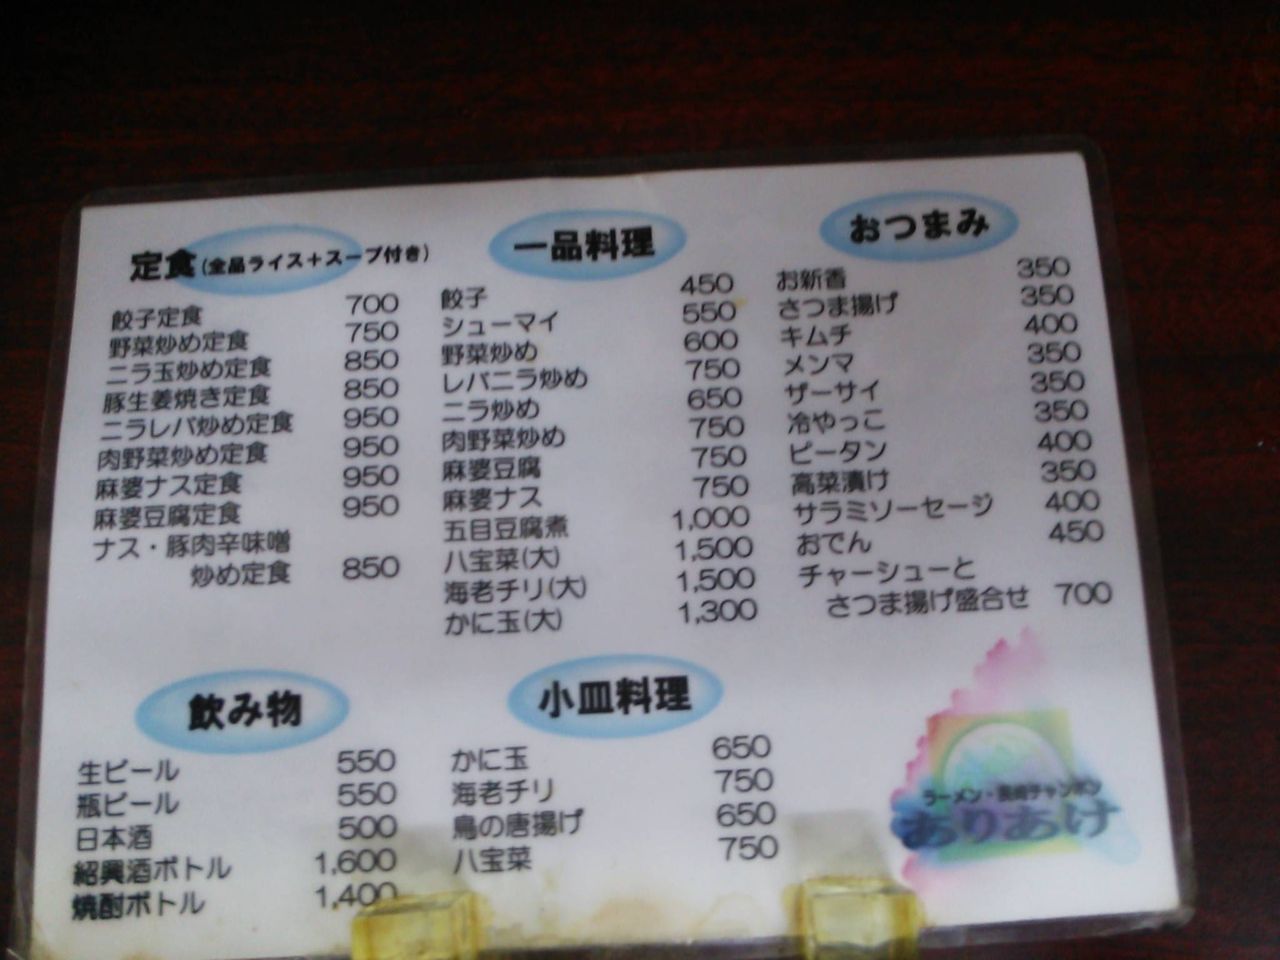 定食(全品ライス+スープ付き)
餃子定食 700
野菜炒め定食 750
ニラ玉炒め定食 850
豚生姜焼き定食 850
ニラレバ炒め定食 950
肉野菜炒め定食 950
麻婆ナス定食 950
麻婆豆腐定食 950
ナス・豚肉辛味噌
炒め定食 850
一品料理
餃子 450
シューマイ 550
野菜炒め 600
レバニラ炒め 750
ニラ炒め 650
肉野菜炒め 750
麻婆豆腐 750
麻婆ナス 750
五目豆腐煮 1,000
八宝菜(大) 1,500
海老チリ(大) 1,500
かに玉(大) 1,300
おつまみ
お新香 350
さつま揚げ 350
キムチ 400
メンマ 350
ザーサイ 350
冷やっこ 350
ピータン 400
高菜漬け 350
サラミソーセージ 400
おでん 450
チャーシューと
さつま揚げ盛合せ 700
飲み物
生ビール 550
瓶ビール 550
日本酒 500
紹興酒ボトル 1,600
焼酎ボトル 1,400
小皿料理
かに玉 650
海老チリ 750
鳥の唐揚げ 650
八宝菜 750
ラーメン・長崎チャンポン
ありあけ